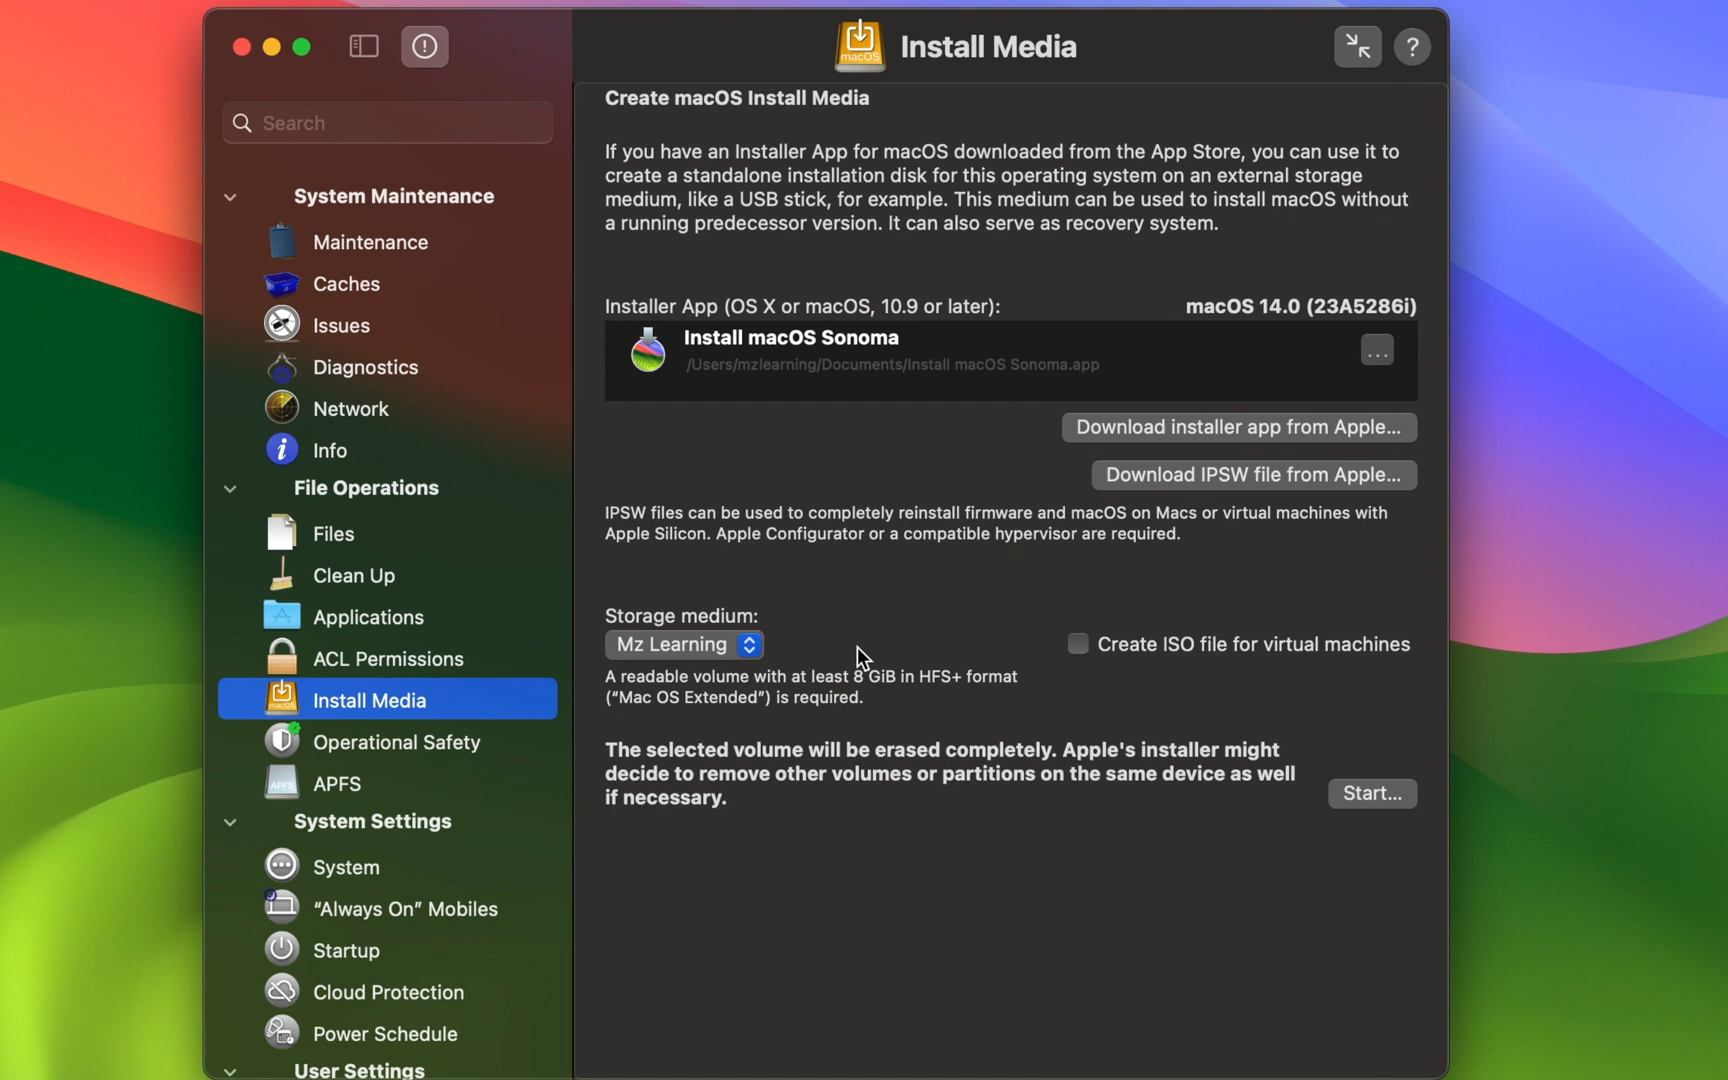 Install Media
Search
System Maintenance
Maintenance
Caches
Issues
Diagnostics
Network
Info
File Operations
Files
Clean Up
Applications
ACL Permissions
Install Media
Operational Safety
APFS
APFS
System Settings
System
“Always On” Mobiles
Startup
Cloud Protection
Power Schedule
User Settings
macOS
?
Create macOS Install Media
If you have an Installer App for macOS downloaded from the App Store, you can use it to
create a standalone installation disk for this operating system on an external storage
medium, like a USB stick, for example. This medium can be used to install macOS without
a running predecessor version. It can also serve as recovery system.
Installer App (OS X or macOS, 10.9 or later): macOS 14.0 (23A5286i)
Install macOS Sonoma
/Users/mzlearning/Documents/Install macOS Sonoma.app
...
Download installer app from Apple...
Download IPSW file from Apple...
IPSW files can be used to completely reinstall firmware and macOS on Macs or virtual machines with
Apple Silicon. Apple Configurator or a compatible hypervisor are required.
Storage medium:
Mz Learning
Create ISO file for virtual machines
A readable volume with at least 8 GiB in HFS+ format
(“Mac OS Extended”) is required.
The selected volume will be erased completely. Apple's installer might
decide to remove other volumes or partitions on the same device as well
if necessary.
Start...